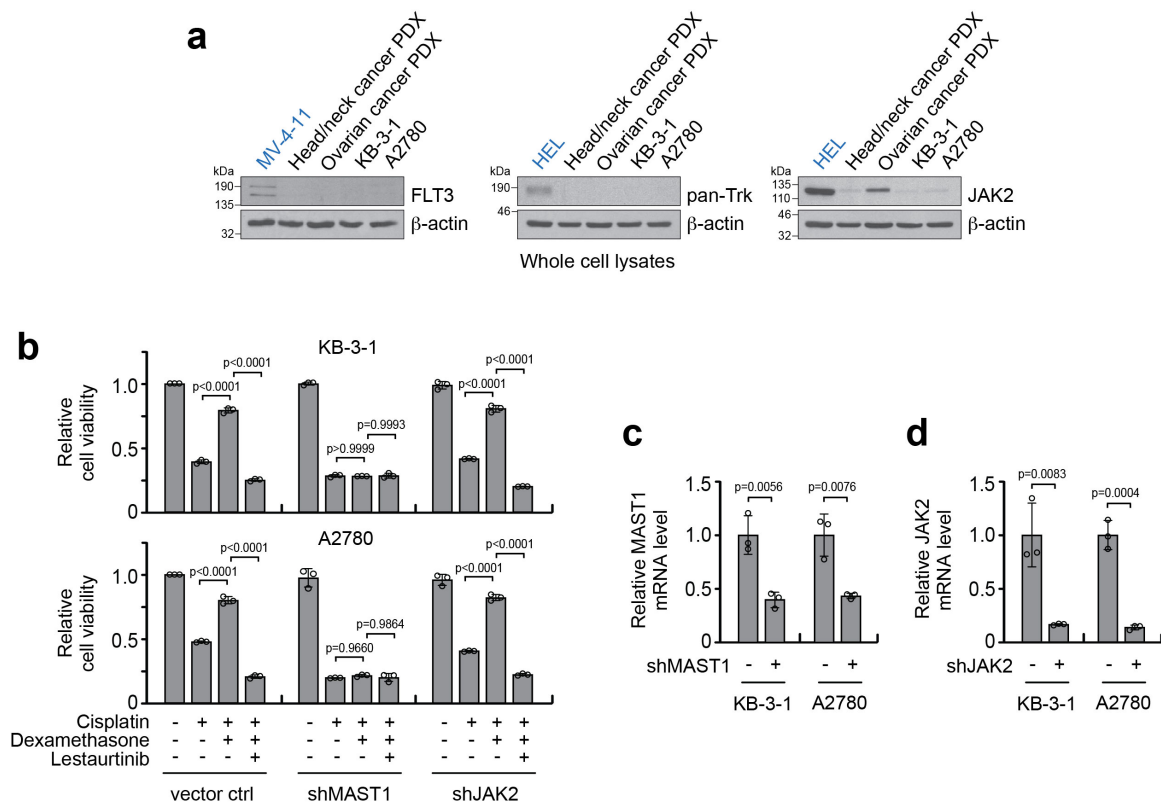 a
MV-4-11
Head/neck cancer PDX
Ovarian cancer PDX
KB-3-1
A2780
kDa
190
135
FLT3
32
β-actin
HEL
Head/neck cancer PDX
Ovarian cancer PDX
KB-3-1
A2780
kDa
190
46
pan-Trk
32
β-actin
HEL
Head/neck cancer PDX
Ovarian cancer PDX
KB-3-1
A2780
kDa
135
110
JAK2
46
32
β-actin
Whole cell lysates
b
KB-3-1
Relative
cell viability
1.0
0.5
0
p<0.0001
p<0.0001
p>0.9999
p=0.9993
p<0.0001
p<0.0001
A2780
Relative
cell viability
1.0
0.5
0
p<0.0001
p<0.0001
p=0.9660
p=0.9864
p<0.0001
p<0.0001
Cisplatin - + + + - + + + - + + +
Dexamethasone - - + + - - + + - - + +
Lestaurtinib - - - + - - - + - - - +
vector ctrl shMAST1 shJAK2
c
Relative MAST1
mRNA level
1.5
1.0
0.5
0
p=0.0056
p=0.0076
shMAST1 - + - +
KB-3-1 A2780
d
Relative JAK2
mRNA level
1.5
1.0
0.5
0
p=0.0083
p=0.0004
shJAK2 - + - +
KB-3-1 A2780